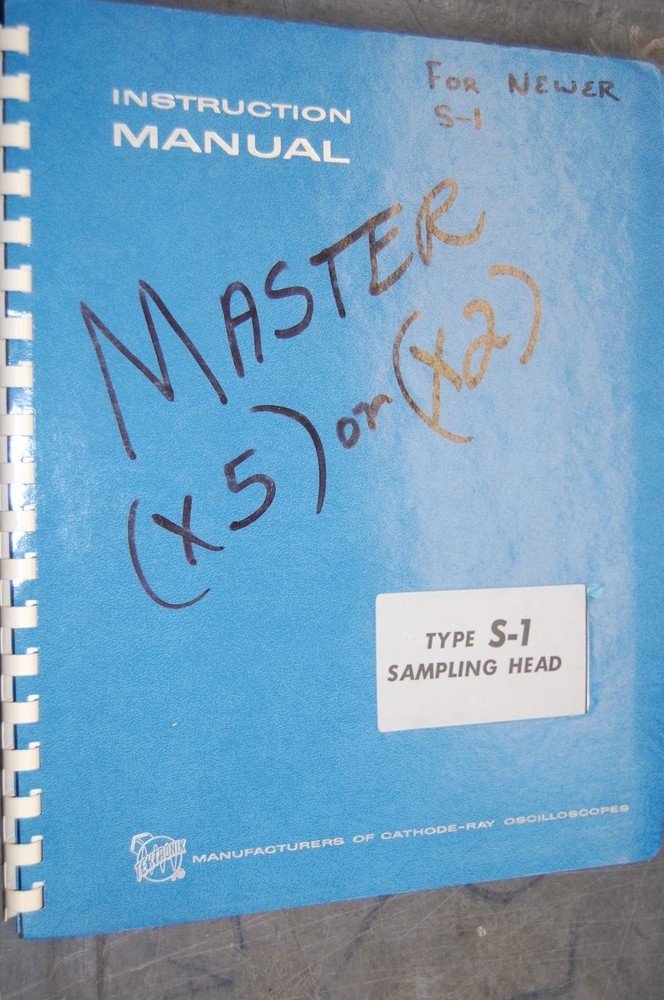 INSTRUCTION
MANUAL
FOR NEWER
S-1
MASTER
(x5) or (x2)
TYPE S-1
SAMPLING HEAD
TEKTRONIX
MANUFACTURERS OF CATHODE-RAY OSCILLOSCOPES